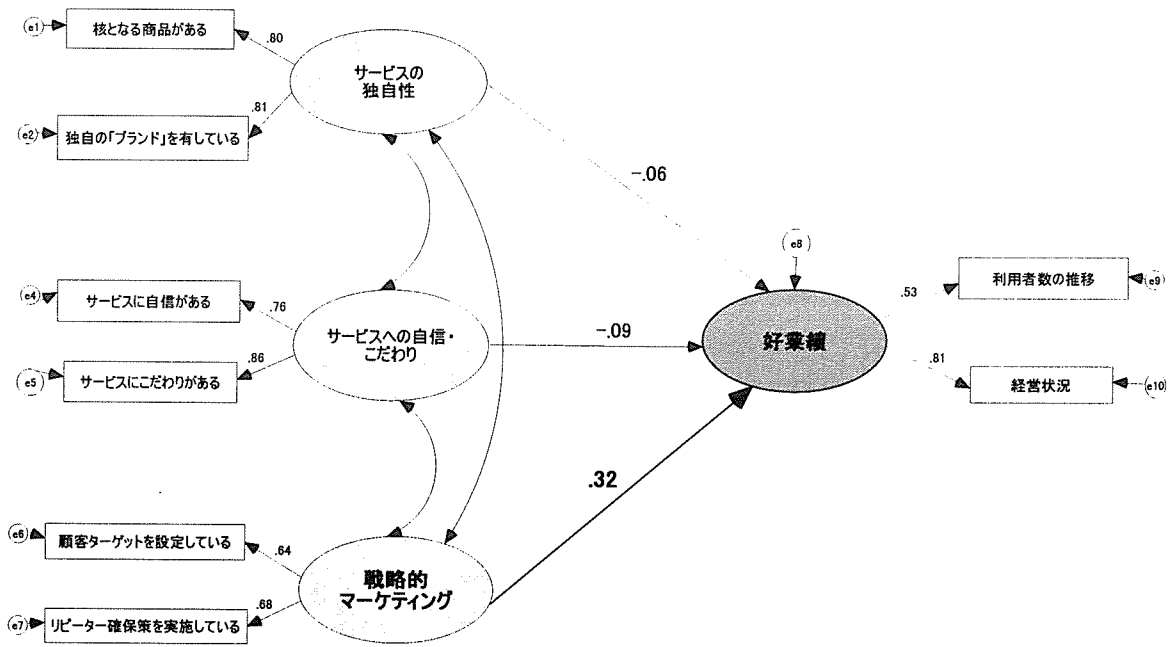 e1
核となる商品がある
.80
サービスの
独自性
.81
e2
独自の「ブランド」を有している
-.06
e8
e4
サービスに自信がある
.76
サービスへの自信・
こだわり
.86
e5
サービスにこだわりがある
-.09
好業績
.53
利用者数の推移
e9
.81
経営状況
e10
.32
e6
顧客ターゲットを設定している
.64
戦略的
マーケティング
.68
e7
リピーター確保策を実施している